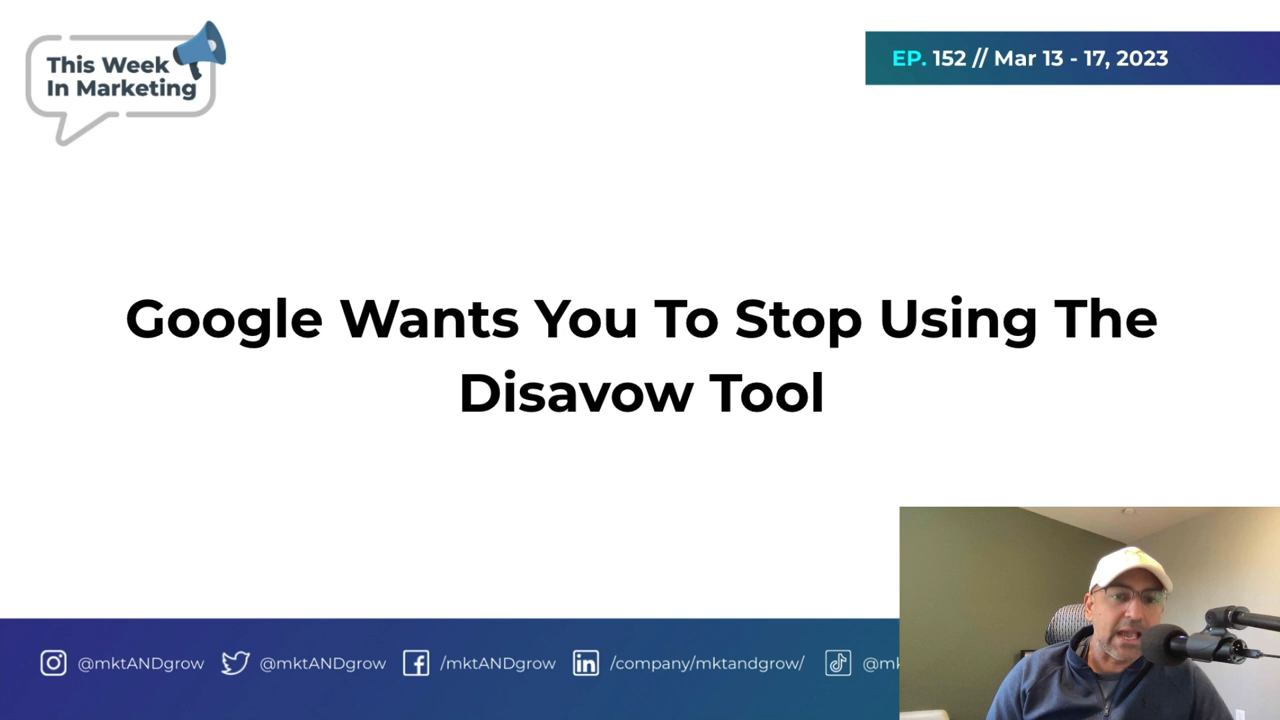 This Week
In Marketing
EP. 152 // Mar 13 - 17, 2023
Google Wants You To Stop Using The
Disavow Tool
@mktANDgrow
@mktANDgrow
/mktANDgrow
/company/mktandgrow/